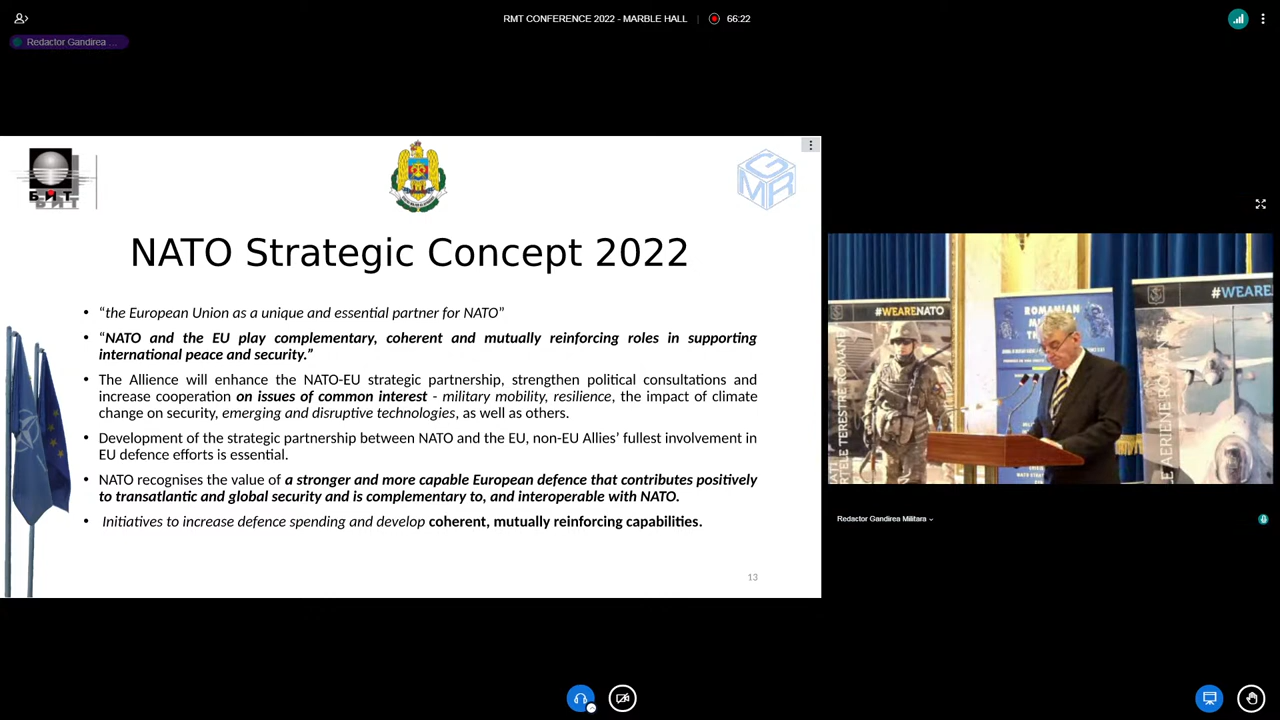 RMT CONFERENCE 2022 - MARBLE HALL
66:22
Redactor Gandirea ...
БИТ
GMR
NATO Strategic Concept 2022
• “the European Union as a unique and essential partner for NATO”
• “NATO and the EU play complementary, coherent and mutually reinforcing roles in supporting
international peace and security.”
• The Allience will enhance the NATO-EU strategic partnership, strengthen political consultations and
increase cooperation on issues of common interest - military mobility, resilience, the impact of climate
change on security, emerging and disruptive technologies, as well as others.
• Development of the strategic partnership between NATO and the EU, non-EU Allies’ fullest involvement in
EU defence efforts is essential.
• NATO recognises the value of a stronger and more capable European defence that contributes positively
to transatlantic and global security and is complementary to, and interoperable with NATO.
• Initiatives to increase defence spending and develop coherent, mutually reinforcing capabilities.
13
#WEARENATO
ROMANIAN
#WEARE
Redactor Gandirea Militara